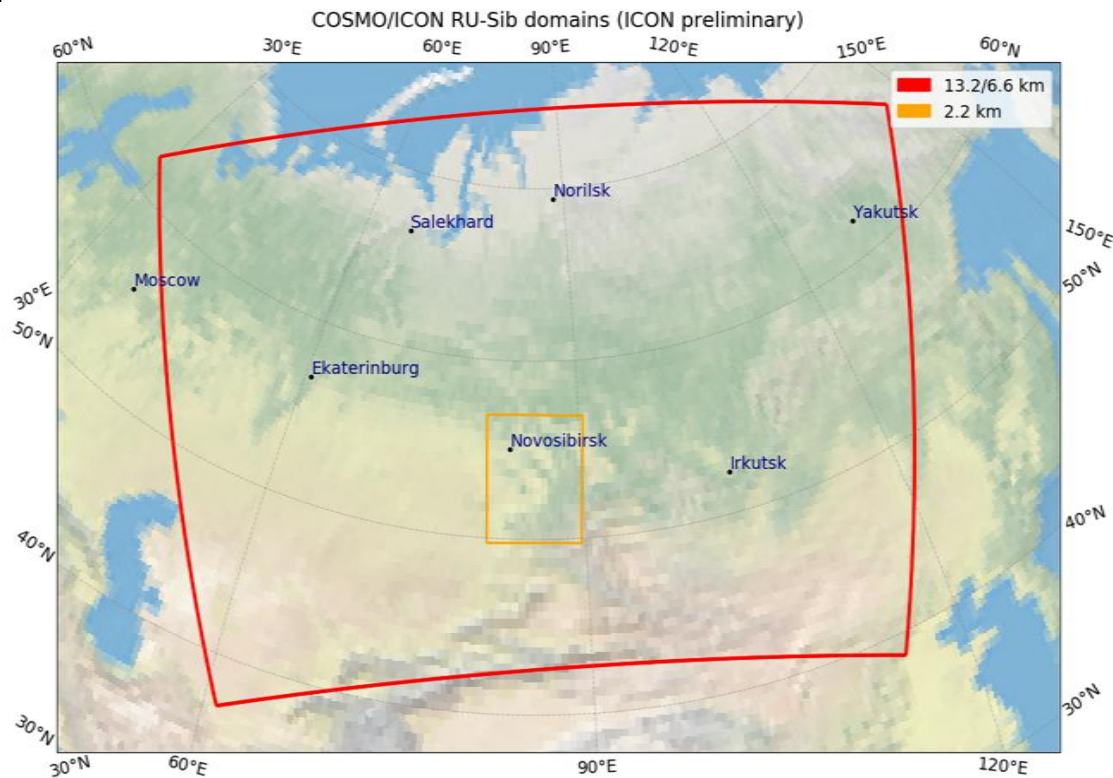 COSMO/ICON RU-Sib domains (ICON preliminary)
60°N 30°E 60°E 90°E 120°E 150°E 60°N
13.2/6.6 km
2.2 km
Norilsk
Salekhard
Yakutsk
150°E
Moscow
50°N
30°E
50°N
Ekaterinburg
Novosibirsk
Irkutsk
40°N
40°N
30°N
30°N
30°N 60°E 90°E 120°E